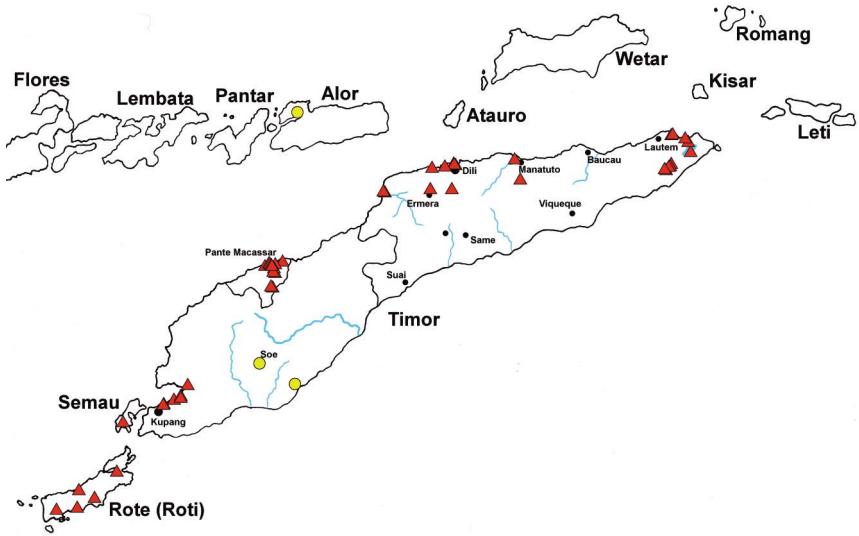 Romang
Wetar
Flores
Kisar
Lembata
Pantar
Alor
Atauro
Leti
Lautem
Baucau
Dili
Manatuto
Ermera
Viqueque
Same
Pante Macassar
Suai
Timor
Soe
Semau
Kupang
Rote (Roti)